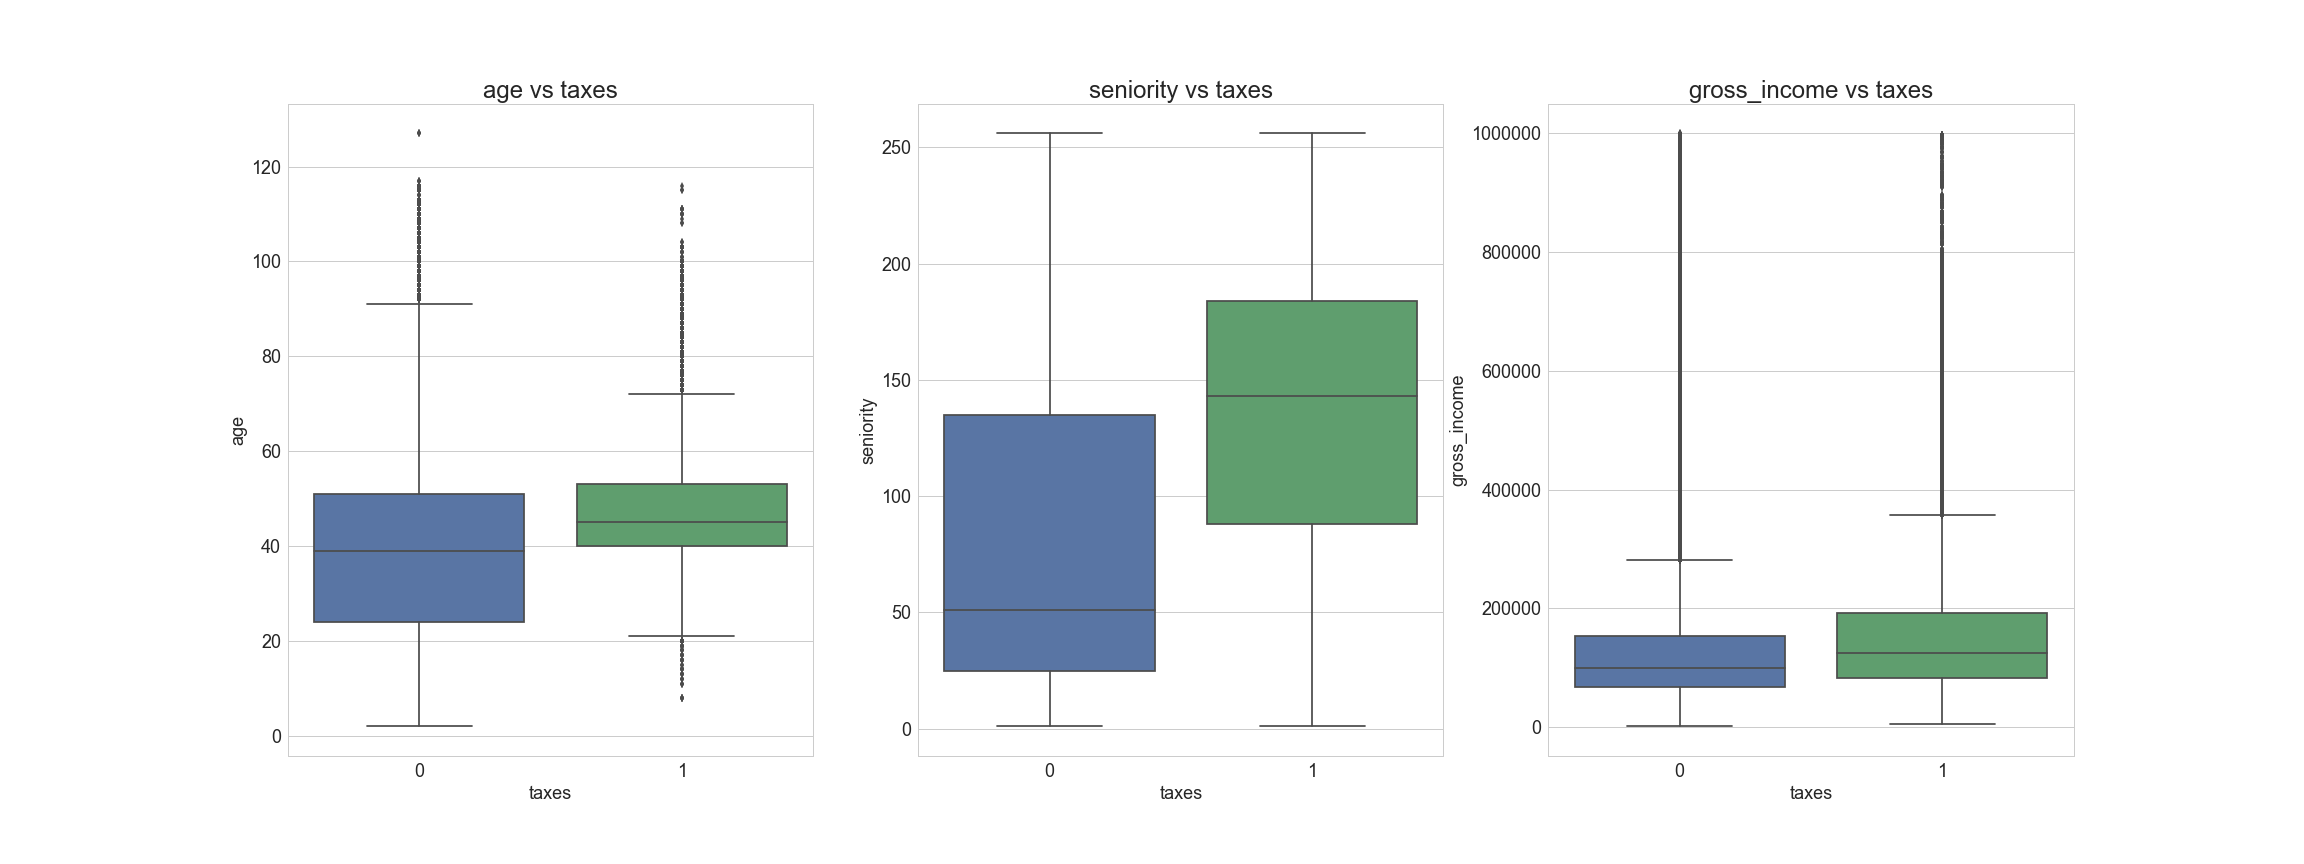 age vs taxes
120
100
80
60
40
20
0
age
0 1
taxes
seniority vs taxes
250
200
150
100
50
0
seniority
0 1
taxes
gross_income vs taxes
1000000
800000
600000
400000
200000
0
gross_income
0 1
taxes